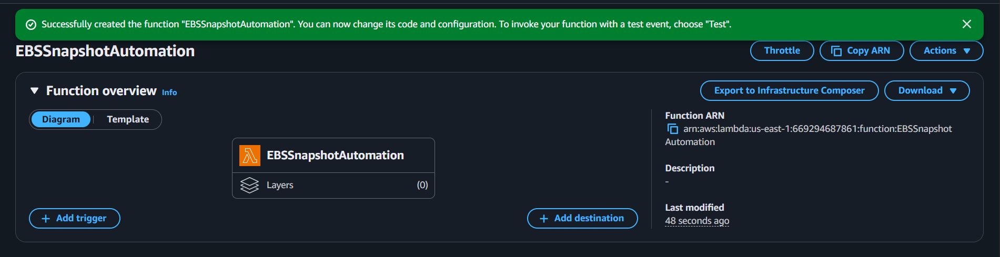 Successfully created the function "EBSSnapshotAutomation". You can now change its code and configuration. To invoke your function with a test event, choose "Test".
EBSSnapshotAutomation
Throttle
Copy ARN
Actions
Function overview
Info
Export to Infrastructure Composer
Download
Diagram
Template
EBSSnapshotAutomation
Layers
(0)
Add trigger
Add destination
Function ARN
arn:aws:lambda:us-east-1:669294687861:function:EBSSnapshot
Automation
Description
-
Last modified
48 seconds ago